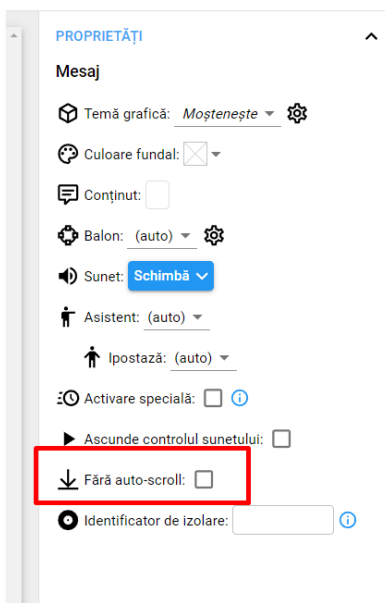 PROPRIETĂȚI
Mesaj
Temă grafică: Moștenește
Culoare fundal:
Conținut:
Balon: (auto)
Sunet: Schimbă
Asistent: (auto)
Ipostază: (auto)
Activare specială:
Ascunde controlul sunetului:
Fără auto-scroll:
Identificator de izolare: